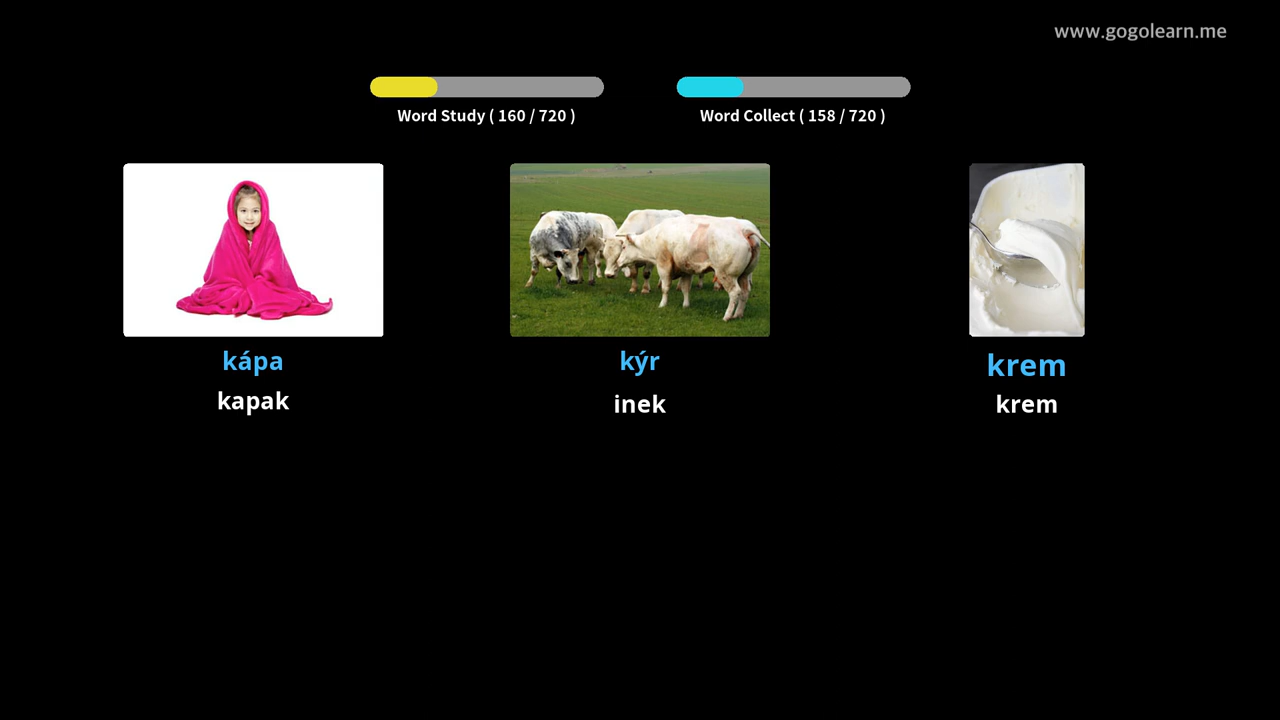 www.gogolearn.me
Word Study ( 160 / 720 )
Word Collect ( 158 / 720 )
kápa
kapak
kýr
inek
krem
krem